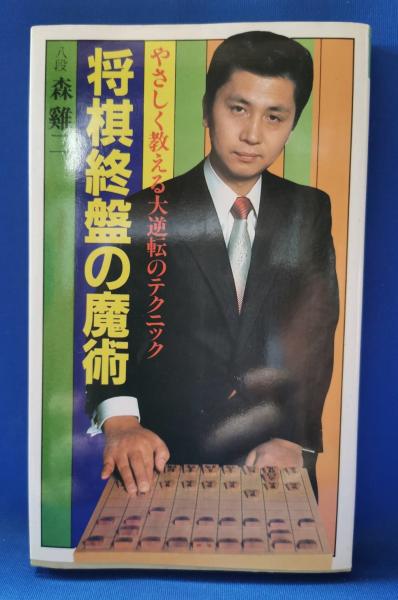 やさしく教える大逆転のテクニック
将棋終盤の魔術
八段 森 雞二